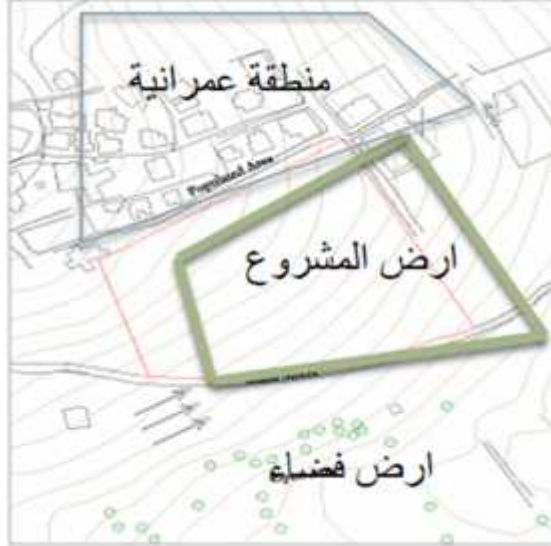 منطقة عمرانية
Populated Area
ارض المشروع
ارض فضاء